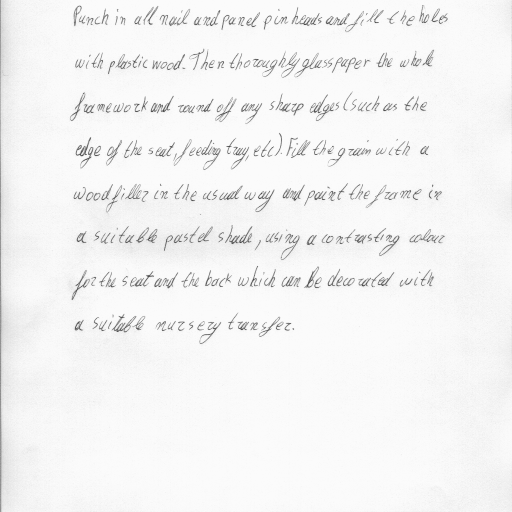 Punch in all nail and panel pin heads and fill the holes
with plastic wood. Then thoroughly glasspaper the whole
framework and round off any sharp edges (such as the
edge of the seat, feeding tray, etc). Fill the grain with a
wood filler in the usual way and paint the frame in
a suitable pastel shade, using a contrasting colour
for the seat and the back which can be decorated with
a suitable nursery transfer.